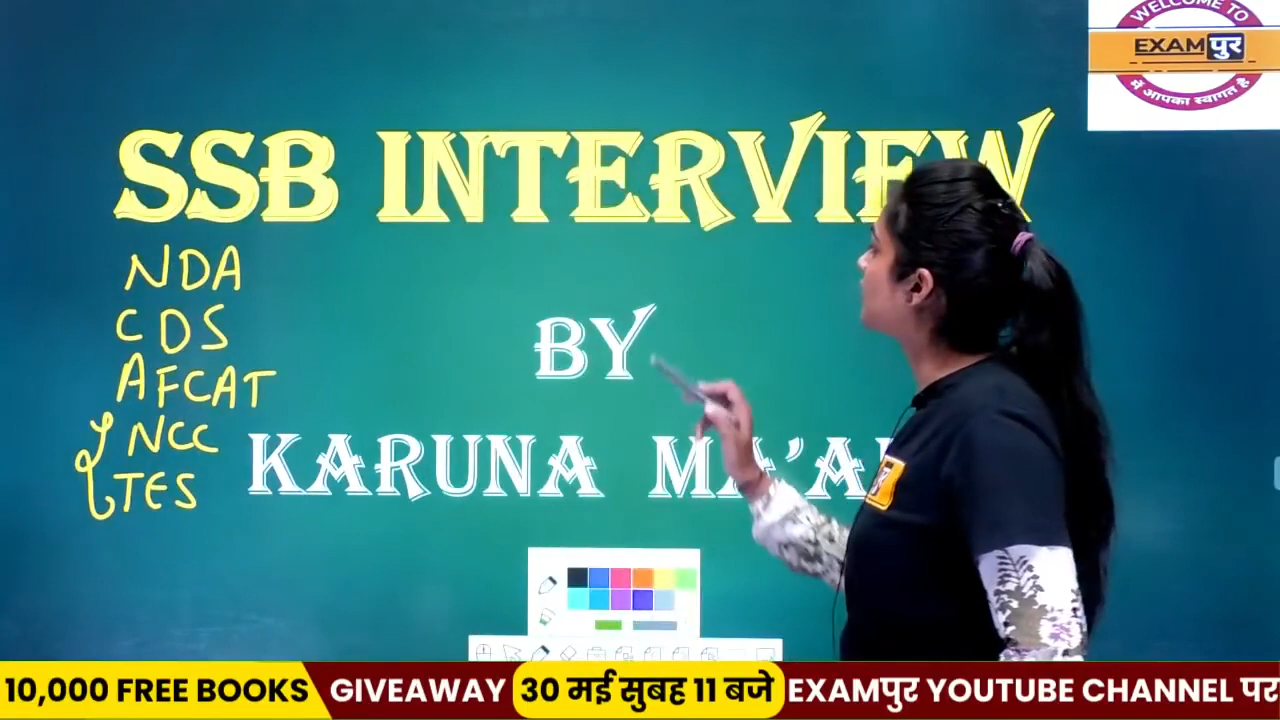 WELCOME TO
EXAMपुर
में आपका स्वागत है
SSB INTERVIEW
NDA
CDS
AFCAT
NCC
TES
BY
KARUNA MA'AM
10,000 FREE BOOKS GIVEAWAY 30 मई सुबह 11 बजे EXAMपुर YOUTUBE CHANNEL पर